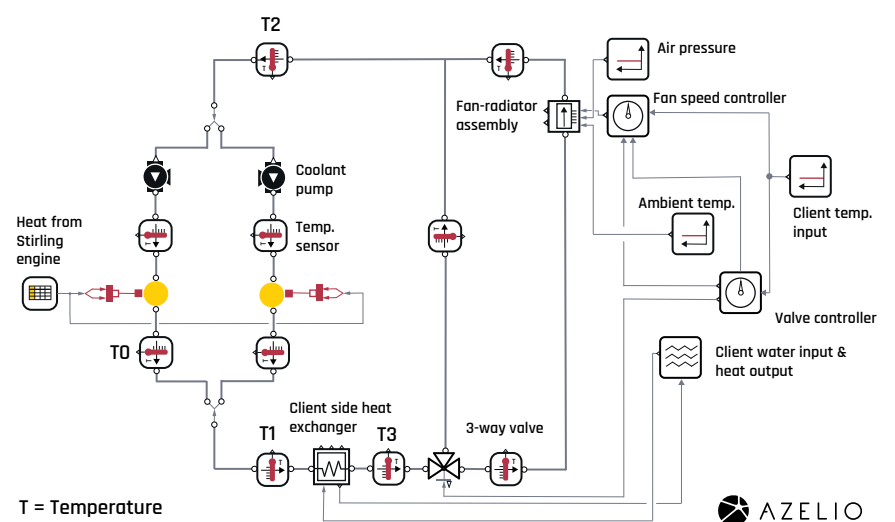 T2
Air pressure
Fan-radiator
assembly
Fan speed controller
Coolant
pump
Client temp.
input
Ambient temp.
Heat from
Stirling
engine
Temp.
sensor
Valve controller
T0
Client water input &
heat output
Client side heat
exchanger
T1
T3
3-way valve
T = Temperature
AZELIO